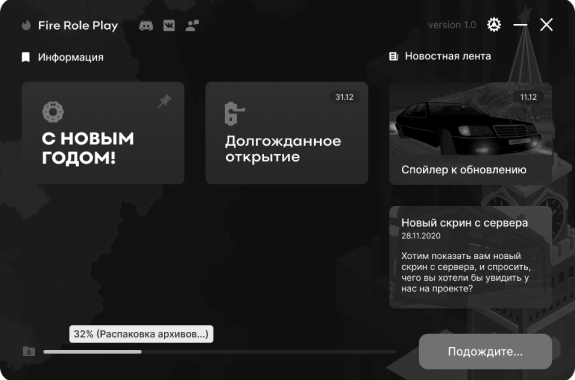 Fire Role Play
version 1.0
Информация
Новостная лента
С НОВЫМ
ГОДОМ!
31.12
Долгожданное
открытие
11.12
Спойлер к обновлению
Новый скрин с сервера
28.11.2020
Хотим показать вам новый
скрин с сервера, и спросить,
чего вы хотели бы увидить у
нас на проекте?
32% (Распаковка архивов...)
Подождите...